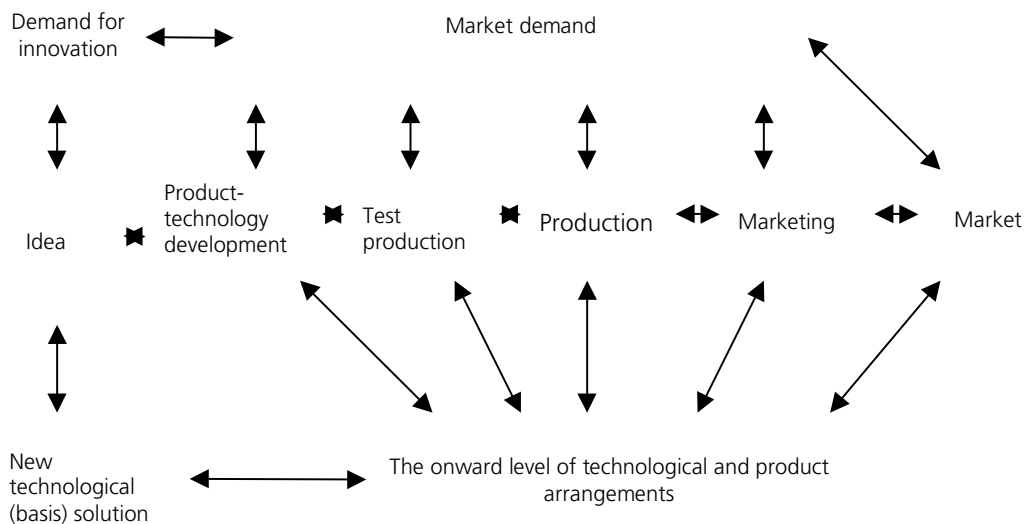 Demand for
innovation
Market demand
Idea
Product-
technology
development
Test
production
Production
Marketing
Market
New
technological
(basis) solution
The onward level of technological and product
arrangements